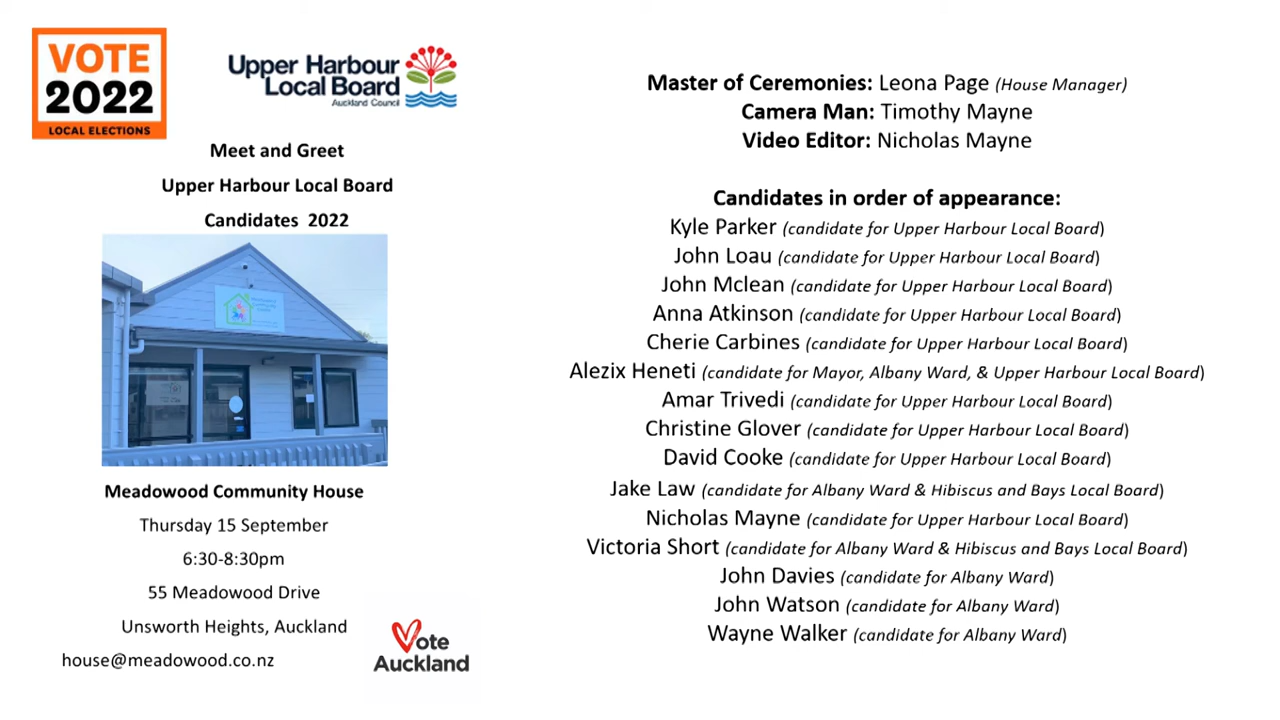 VOTE
2022
LOCAL ELECTIONS
Upper Harbour
Local Board
Auckland Council
Meet and Greet
Upper Harbour Local Board
Candidates 2022
Meadowood Community House
Thursday 15 September
6:30-8:30pm
55 Meadowood Drive
Unsworth Heights, Auckland
house@meadowood.co.nz
Vote
Auckland
Master of Ceremonies: Leona Page (House Manager)
Camera Man: Timothy Mayne
Video Editor: Nicholas Mayne
Candidates in order of appearance:
Kyle Parker (candidate for Upper Harbour Local Board)
John Loau (candidate for Upper Harbour Local Board)
John Mclean (candidate for Upper Harbour Local Board)
Anna Atkinson (candidate for Upper Harbour Local Board)
Cherie Carbines (candidate for Upper Harbour Local Board)
Alezix Heneti (candidate for Mayor, Albany Ward, & Upper Harbour Local Board)
Amar Trivedi (candidate for Upper Harbour Local Board)
Christine Glover (candidate for Upper Harbour Local Board)
David Cooke (candidate for Upper Harbour Local Board)
Jake Law (candidate for Albany Ward & Hibiscus and Bays Local Board)
Nicholas Mayne (candidate for Upper Harbour Local Board)
Victoria Short (candidate for Albany Ward & Hibiscus and Bays Local Board)
John Davies (candidate for Albany Ward)
John Watson (candidate for Albany Ward)
Wayne Walker (candidate for Albany Ward)